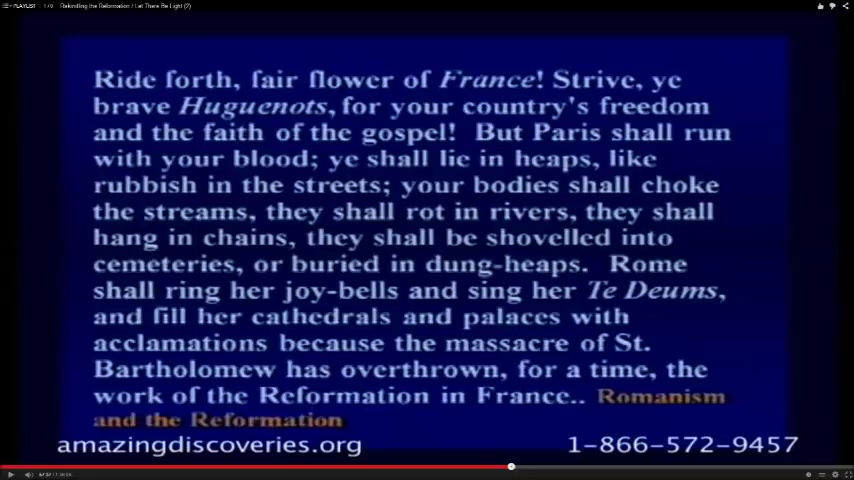 PLAYLIST 1/0 Rekindling the Reformation / Let There Be Light (2)
Ride forth, fair flower of France! Strive, ye
brave Huguenots, for your country's freedom
and the faith of the gospel! But Paris shall run
with your blood; ye shall lie in heaps, like
rubbish in the streets; your bodies shall choke
the streams, they shall rot in rivers, they shall
hang in chains, they shall be shovelled into
cemeteries, or buried in dung-heaps. Rome
shall ring her joy-bells and sing her Te Deums,
and fill her cathedrals and palaces with
acclamations because the massacre of St.
Bartholomew has overthrown, for a time, the
work of the Reformation in France.. Romanism
and the Reformation
amazingdiscoveries.org 1-866-572-9457